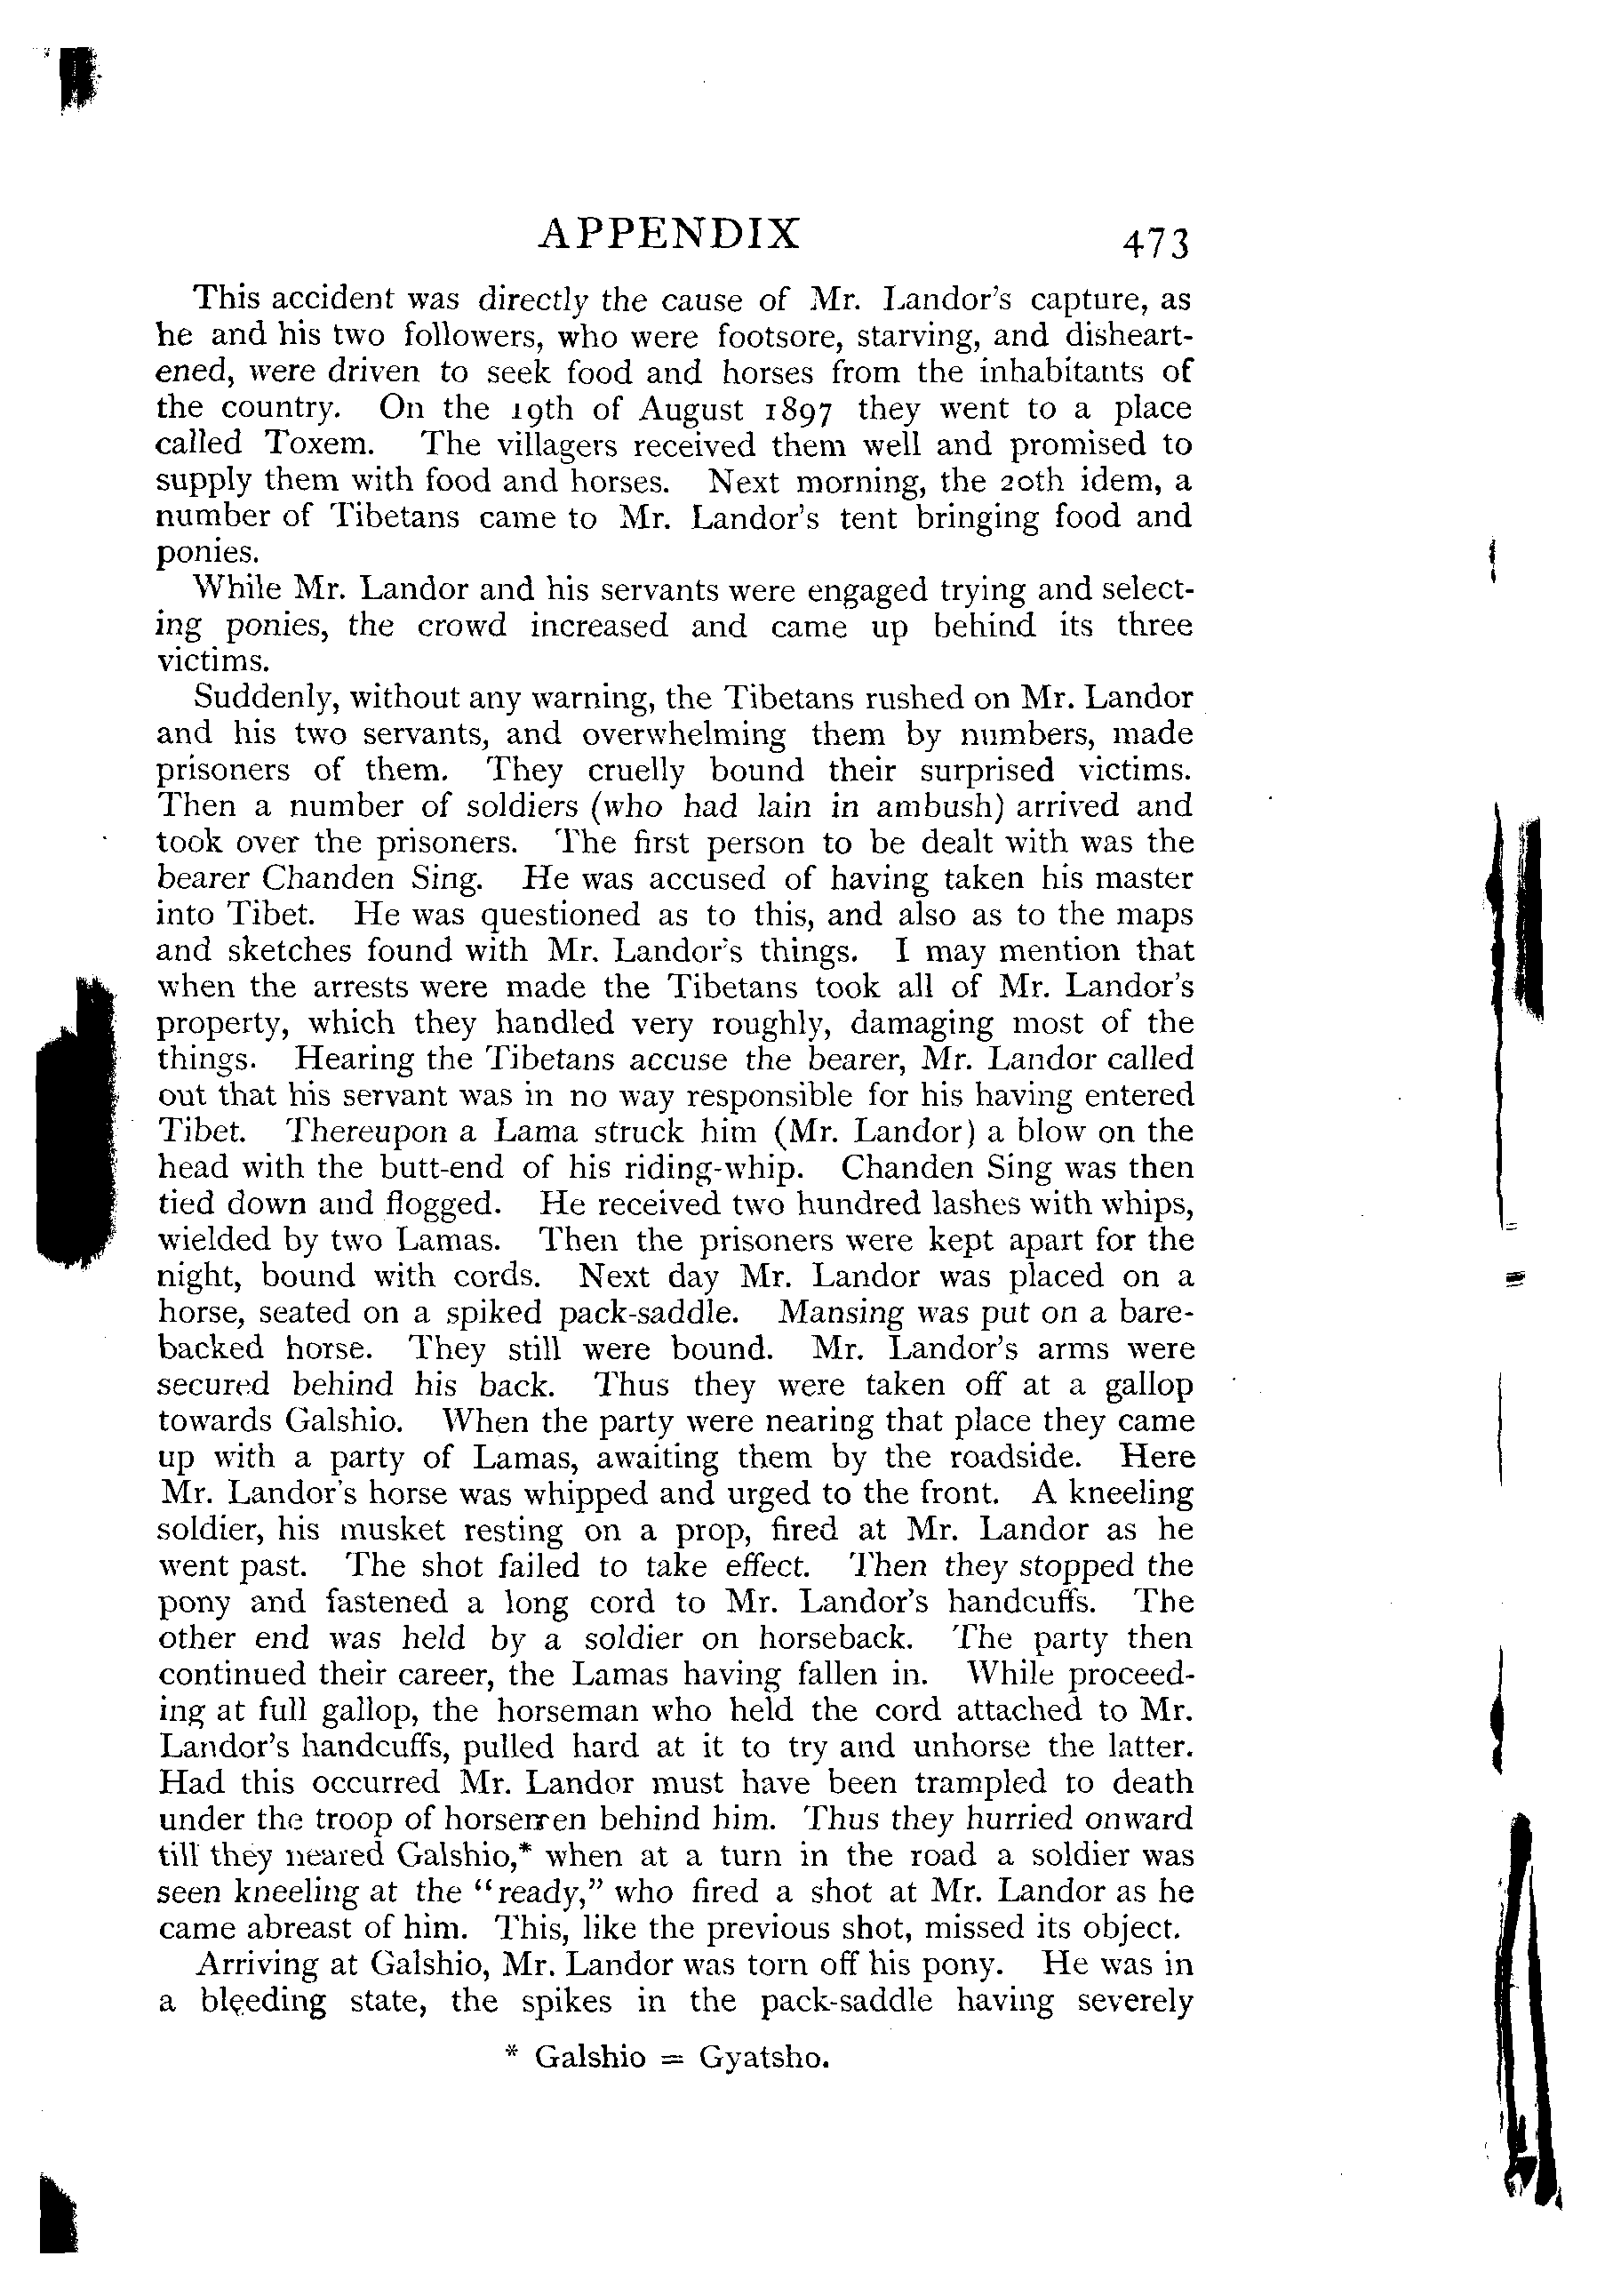 APPENDIX 473
This accident was directly the cause of Mr. Landor's capture, as
he and his two followers, who were footsore, starving, and disheart-
ened, were driven to seek food and horses from the inhabitants of
the country. On the 19th of August 1897 they went to a place
called Toxem. The villagers received them well and promised to
supply them with food and horses. Next morning, the 20th idem, a
number of Tibetans came to Mr. Landor's tent bringing food and
ponies.
While Mr. Landor and his servants were engaged trying and select-
ing ponies, the crowd increased and came up behind its three
victims.
Suddenly, without any warning, the Tibetans rushed on Mr. Landor
and his two servants, and overwhelming them by numbers, made
prisoners of them. They cruelly bound their surprised victims.
Then a number of soldiers (who had lain in ambush) arrived and
took over the prisoners. The first person to be dealt with was the
bearer Chanden Sing. He was accused of having taken his master
into Tibet. He was questioned as to this, and also as to the maps
and sketches found with Mr. Landor's things. I may mention that
when the arrests were made the Tibetans took all of Mr. Landor's
property, which they handled very roughly, damaging most of the
things. Hearing the Tibetans accuse the bearer, Mr. Landor called
out that his servant was in no way responsible for his having entered
Tibet. Thereupon a Lama struck him (Mr. Landor) a blow on the
head with the butt-end of his riding-whip. Chanden Sing was then
tied down and flogged. He received two hundred lashes with whips,
wielded by two Lamas. Then the prisoners were kept apart for the
night, bound with cords. Next day Mr. Landor was placed on a
horse, seated on a spiked pack-saddle. Mansing was put on a bare-
backed horse. They still were bound. Mr. Landor's arms were
secured behind his back. Thus they were taken off at a gallop
towards Galshio. When the party were nearing that place they came
up with a party of Lamas, awaiting them by the roadside. Here
Mr. Landor's horse was whipped and urged to the front. A kneeling
soldier, his musket resting on a prop, fired at Mr. Landor as he
went past. The shot failed to take effect. Then they stopped the
pony and fastened a long cord to Mr. Landor's handcuffs. The
other end was held by a soldier on horseback. The party then
continued their career, the Lamas having fallen in. While proceed-
ing at full gallop, the horseman who held the cord attached to Mr.
Landor's handcuffs, pulled hard at it to try and unhorse the latter.
Had this occurred Mr. Landor must have been trampled to death
under the troop of horsemen behind him. Thus they hurried onward
till they neared Galshio,* when at a turn in the road a soldier was
seen kneeling at the "ready," who fired a shot at Mr. Landor as he
came abreast of him. This, like the previous shot, missed its object.
Arriving at Galshio, Mr. Landor was torn off his pony. He was in
a bleeding state, the spikes in the pack-saddle having severely
* Galshio = Gyatsho.